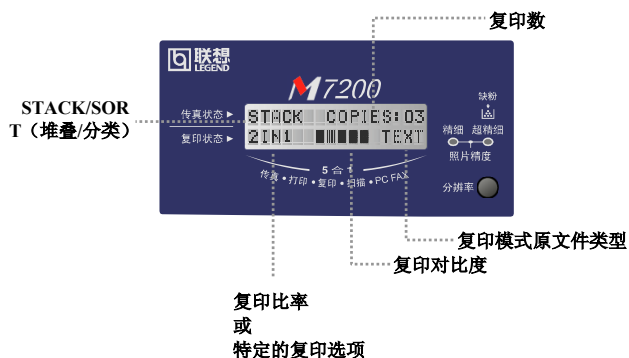 复印数
联想
LEGEND
M7200
STACK/SOR
T（堆叠/分类）
传真状态
STACK COPIES:03
复印状态
2IN1 TEXT
缺粉
精细 超精细
照片精度
5合1
传真•打印•复印•扫描•PC FAX
分辨率
复印模式原文件类型
复印对比度
复印比率
或
特定的复印选项